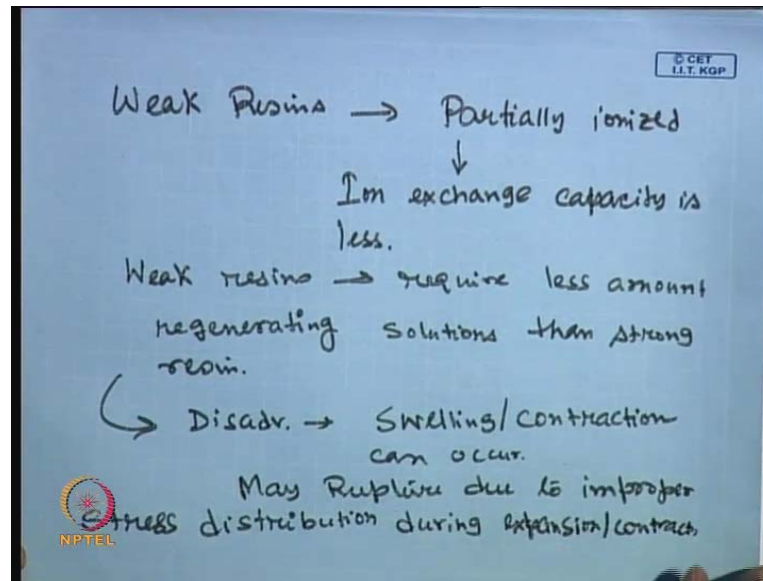 © CET
I.I.T. KGP
Weak Resins → Partially ionized
↓
Ion exchange capacity is
less.
Weak resins → require less amount
regenerating solutions than strong
resin.
Disadv. → Swelling/contraction
can occur.
May Rupture due to improper
Stress distribution during expansion/contract.
NPTEL